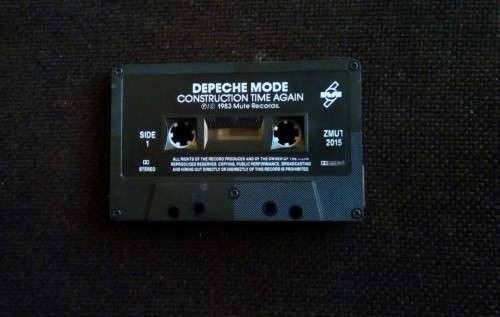 DEPECHE MODE
CONSTRUCTION TIME AGAIN
℗© 1983 Mute Records.
SIDE
1
ZMUT
2015
STEREO
ALL RIGHTS OF THE RECORD PRODUCER AND OF THE OWNER OF THE WORK
REPRODUCED RESERVED. COPYING, PUBLIC PERFORMANCE, BROADCASTING
AND HIRING OUT DIRECTLY OR INDIRECTLY OF THIS RECORD IS PROHIBITED